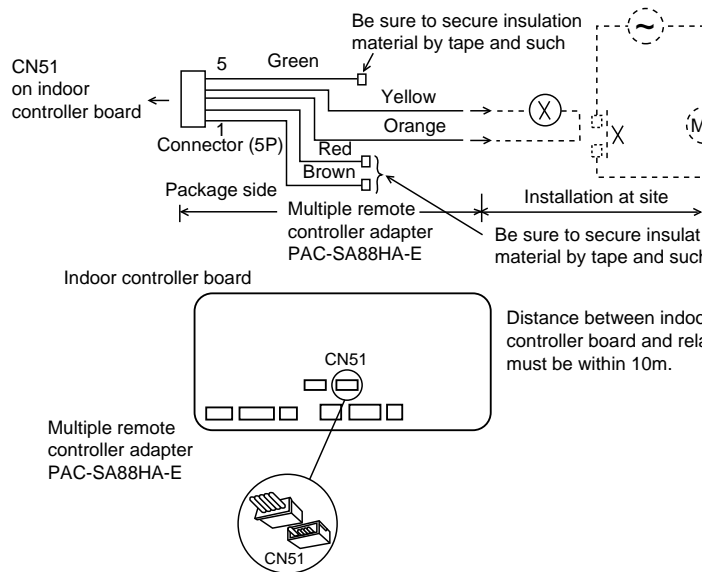 Be sure to secure insulation
material by tape and such
CN51
on indoor
controller board
5
Green
Yellow
X
Orange
1
Connector (5P)
Red
Brown
X
M
Package side
Installation at site
Multiple remote
controller adapter
PAC-SA88HA-E
Be sure to secure insulat
material by tape and such
Indoor controller board
Distance between indoo
controller board and rela
must be within 10m.
CN51
Multiple remote
controller adapter
PAC-SA88HA-E
CN51